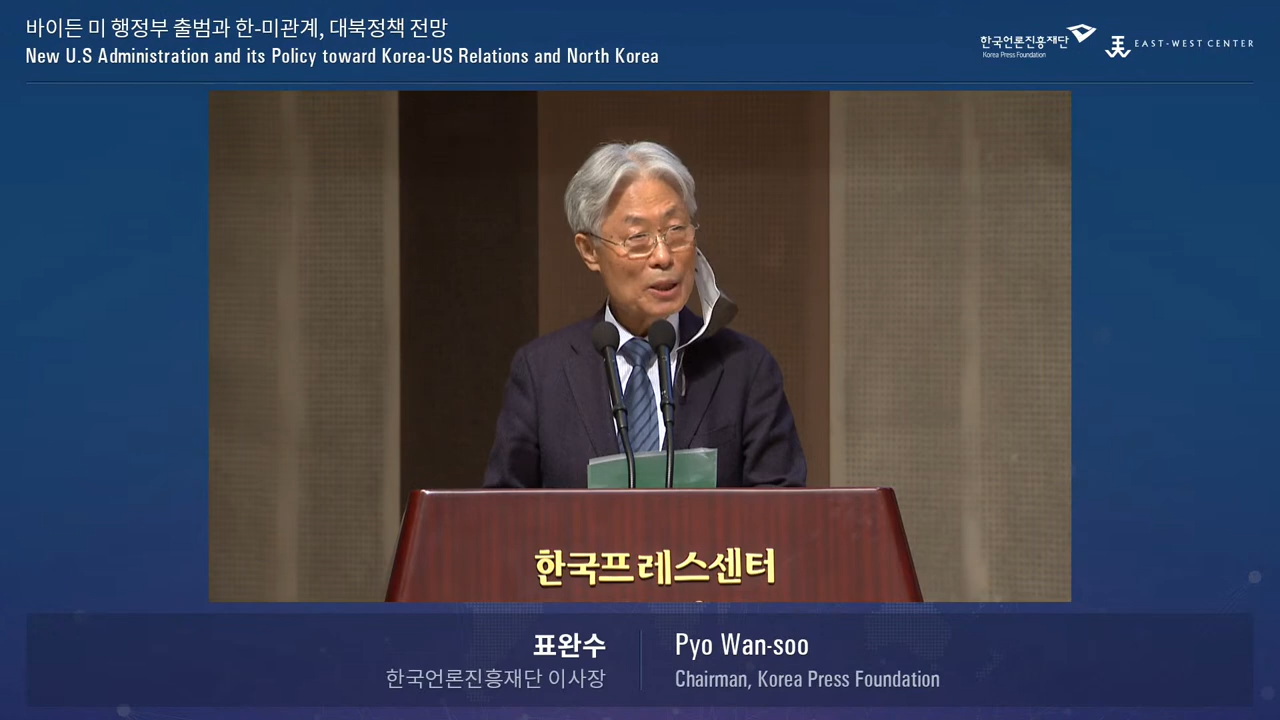 바이든 미 행정부 출범과 한-미관계, 대북정책 전망
New U.S Administration and its Policy toward Korea-US Relations and North Korea
한국언론진흥재단
Korea Press Foundation
EAST-WEST CENTER
한국프레스센터
표완수
한국언론진흥재단 이사장
Pyo Wan-soo
Chairman, Korea Press Foundation